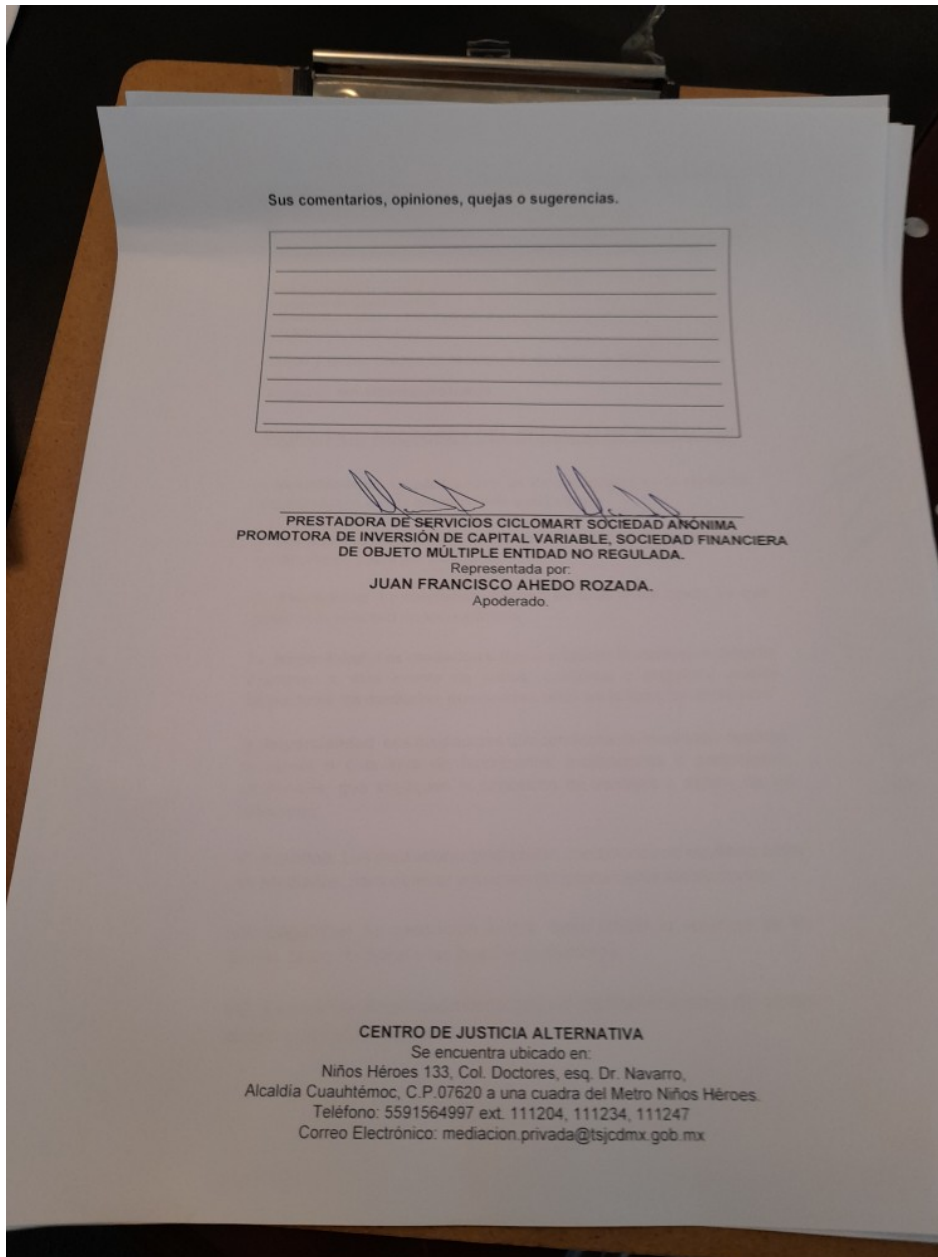 Sus comentarios, opiniones, quejas o sugerencias.
PRESTADORA DE SERVICIOS CICLOMART SOCIEDAD ANÓNIMA
PROMOTORA DE INVERSIÓN DE CAPITAL VARIABLE, SOCIEDAD FINANCIERA
DE OBJETO MÚLTIPLE ENTIDAD NO REGULADA.
Representada por:
JUAN FRANCISCO AHEDO ROZADA.
Apoderado.
CENTRO DE JUSTICIA ALTERNATIVA
Se encuentra ubicado en:
Niños Héroes 133, Col. Doctores, esq. Dr. Navarro,
Alcaldía Cuauhtémoc, C.P.07620 a una cuadra del Metro Niños Héroes.
Teléfono: 5591564997 ext. 111204, 111234, 111247
Correo Electrónico: mediacion.privada@tsjcdmx.gob.mx